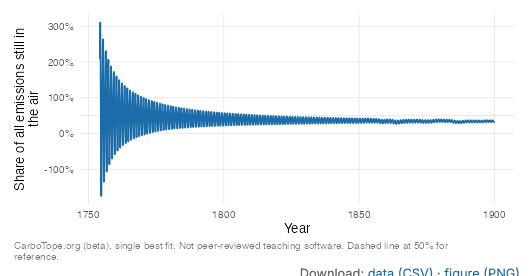 Share of all emissions still in
the air
300%
200%
100%
0%
-100%
1750
1800
1850
1900
Year
CarboTope.org (beta), single best fit. Not peer-reviewed teaching software. Dashed line at 50% for
reference.
Download: data (CSV) · figure (PNG)